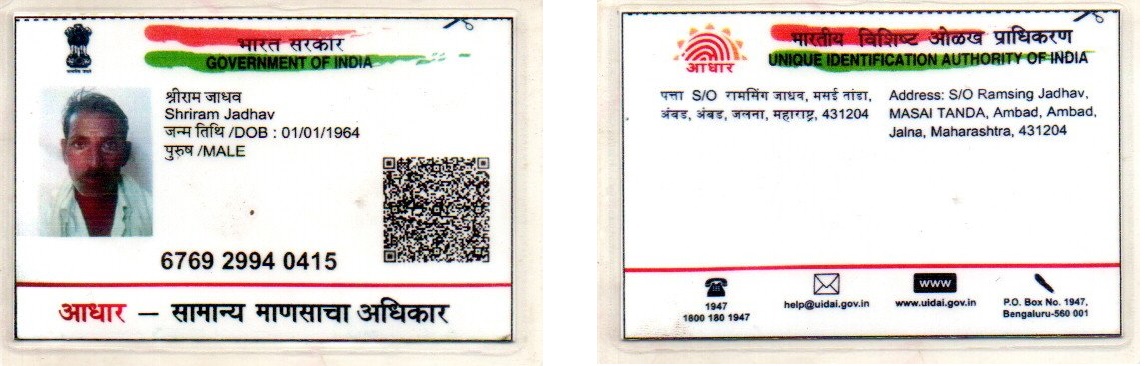 भारत सरकार
GOVERNMENT OF INDIA
श्रीराम जाधव
Shriram Jadhav
जन्म तिथि /DOB : 01/01/1964
पुरुष /MALE
6769 2994 0415
आधार – सामान्य माणसाचा अधिकार
आधार
भारतीय विशिष्ट ओळख प्राधिकरण
UNIQUE IDENTIFICATION AUTHORITY OF INDIA
पत्ता S/O राममिंग जाधव, मसई तांडा,
अंबड, अंबड, जलना, महाराष्ट्र, 431204
Address: S/O Ramsing Jadhav,
MASAI TANDA, Ambad, Ambad,
Jalna, Maharashtra, 431204
1947
1800 180 1947
help@uidai.gov.in
www
www.uidai.gov.in
P.O. Box No. 1947,
Bengaluru-560 001